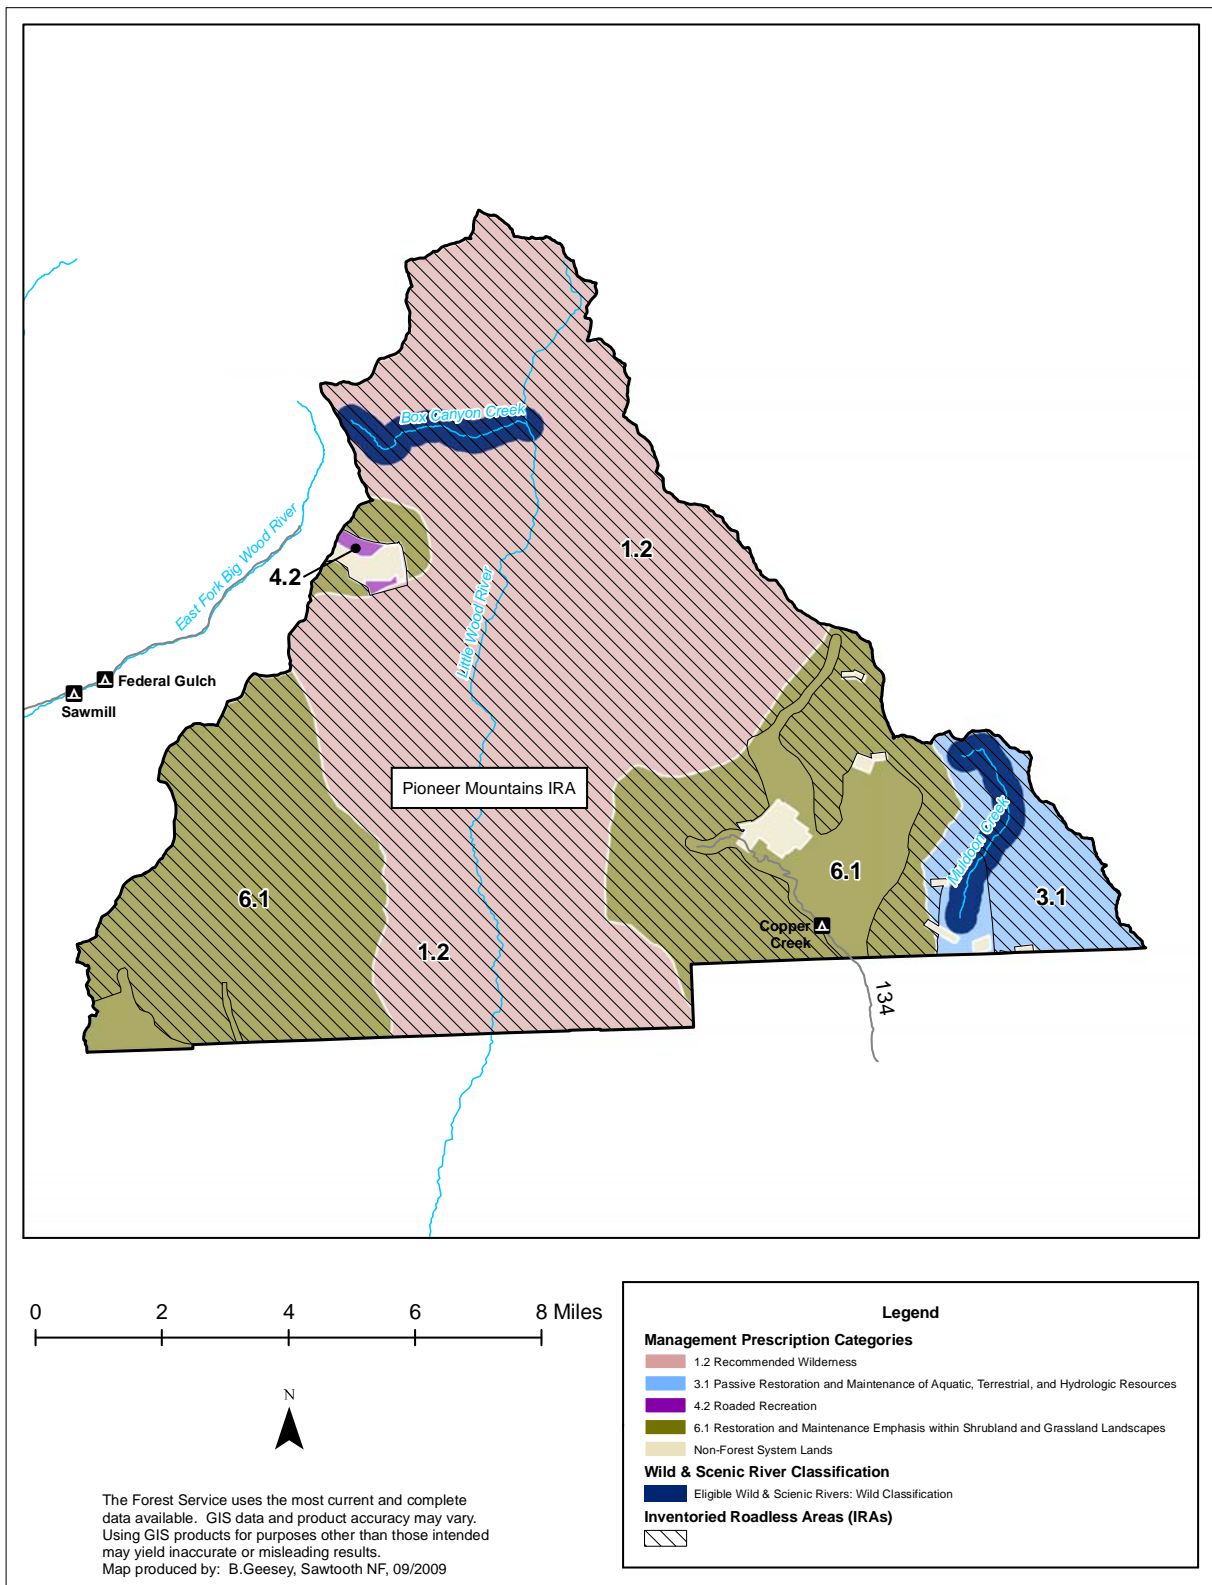 Box Canyon Creek
1.2
East Fork Big Wood River
4.2
Little Wood River
Federal Gulch
Sawmill
Pioneer Mountains IRA
Muldoon Creek
6.1
6.1
3.1
Copper
Creek
1.2
134
0 2 4 6 8 Miles
N
The Forest Service uses the most current and complete
data available. GIS data and product accuracy may vary.
Using GIS products for purposes other than those intended
may yield inaccurate or misleading results.
Map produced by: B.Geesey, Sawtooth NF, 09/2009
Legend
Management Prescription Categories
1.2 Recommended Wilderness
3.1 Passive Restoration and Maintenance of Aquatic, Terrestrial, and Hydrologic Resources
4.2 Roaded Recreation
6.1 Restoration and Maintenance Emphasis within Shrubland and Grassland Landscapes
Non-Forest System Lands
Wild & Scenic River Classification
Eligible Wild & Scienic Rivers: Wild Classification
Inventoried Roadless Areas (IRAs)